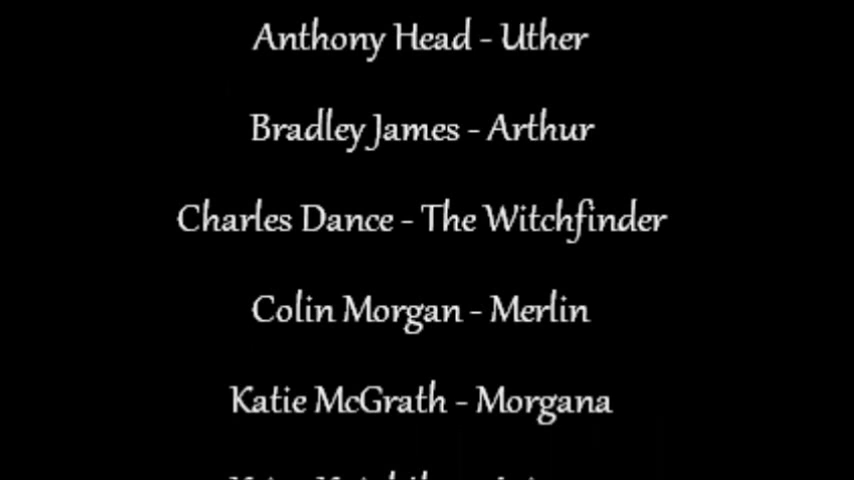 Anthony Head - Uther
Bradley James - Arthur
Charles Dance - The Witchfinder
Colin Morgan - Merlin
Katie McGrath - Morgana